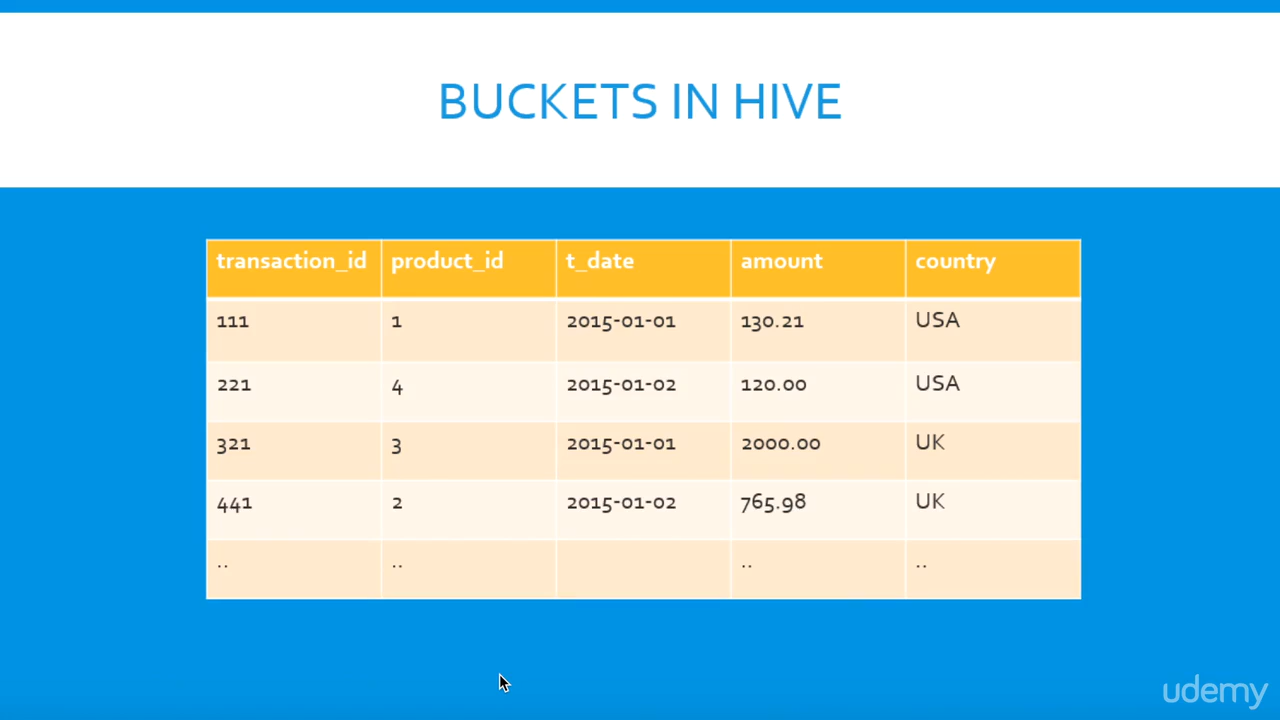 BUCKETS IN HIVE
transaction_id product_id t_date amount country
111 1 2015-01-01 130.21 USA
221 4 2015-01-02 120.00 USA
321 3 2015-01-01 2000.00 UK
441 2 2015-01-02 765.98 UK
.. .. .. ..
udemy